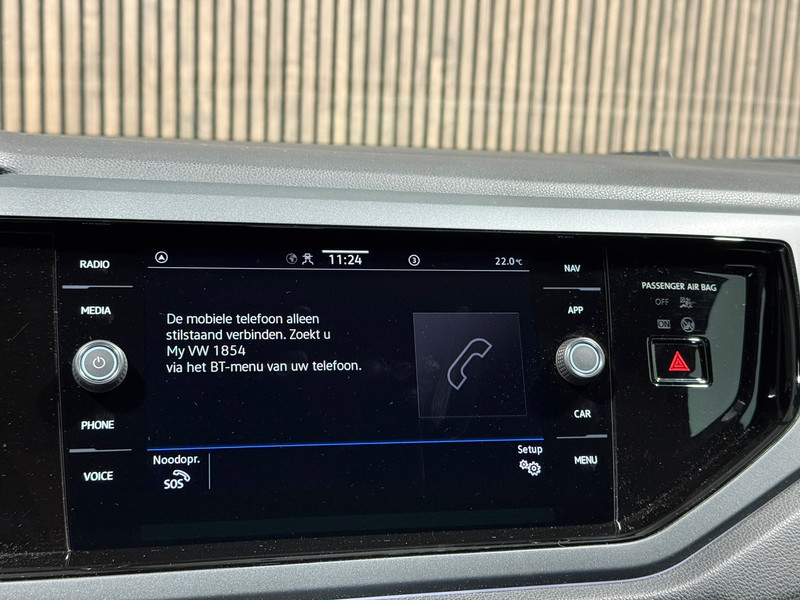 RADIO
MEDIA
PHONE
VOICE
11:24
3
22.0°C
De mobiele telefoon alleen
stilstaand verbinden. Zoekt u
My VW 1854
via het BT-menu van uw telefoon.
Noodopr.
SOS
Setup
NAV
APP
CAR
MENU
PASSENGER AIR BAG
OFF
ON